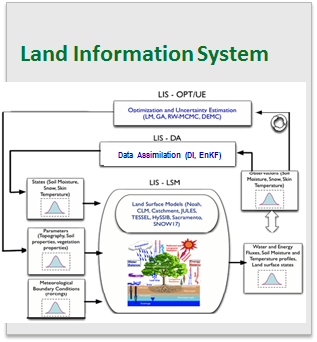 Land Information System
LIS - OPT/UE
Optimization and Uncertainty Estimation
(LM, GA, RW-MCMC, DEMC)
LIS - DA
Data Assimilation (DI, EnKF)
Observations (Soil
Moisture, Snow, Skin
Temperature)
States (Soil Moisture,
Snow, Skin
Temperature)
LIS - LSM
Land Surface Models (Noah,
CLM, Catchment, JULES,
TESSEL, HySSIB, Sacramento,
SNOW17)
Parameters
(Topography, Soil
properties, vegetation
properties)
Water and Energy
Fluxes, Soil Moisture and
Temperature profiles,
Land surface states
Meteorological
Boundary Conditions
(Forcings)